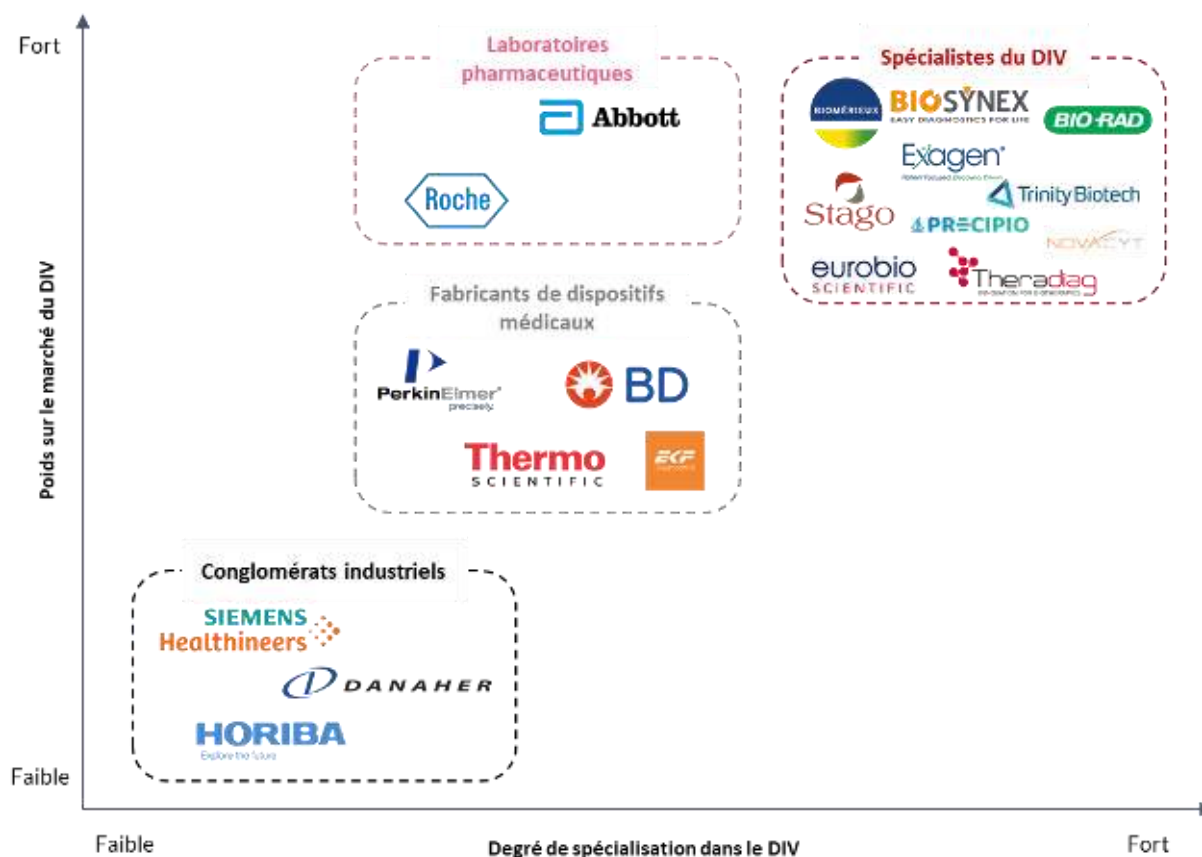 Fort
Laboratoires
pharmaceutiques
Abbott
Roche
Spécialistes du DIV
BIOMÉRIEUX
BIOSYNEX
EASY DIAGNOSTICS FOR LIFE
BIO-RAD
Exagen
Stago
Trinity Biotech
PRECIPIO
NOVACYT
eurobio
SCIENTIFIC
Theradiag
Poids sur le marché du DIV
Fabricants de dispositifs
médicaux
PerkinElmer
precisely.
BD
Thermo
SCIENTIFIC
EKF
Conglomérats industriels
SIEMENS
Healthineers
DANAHER
HORIBA
Explore the future
Faible
Faible
Degré de spécialisation dans le DIV
Fort